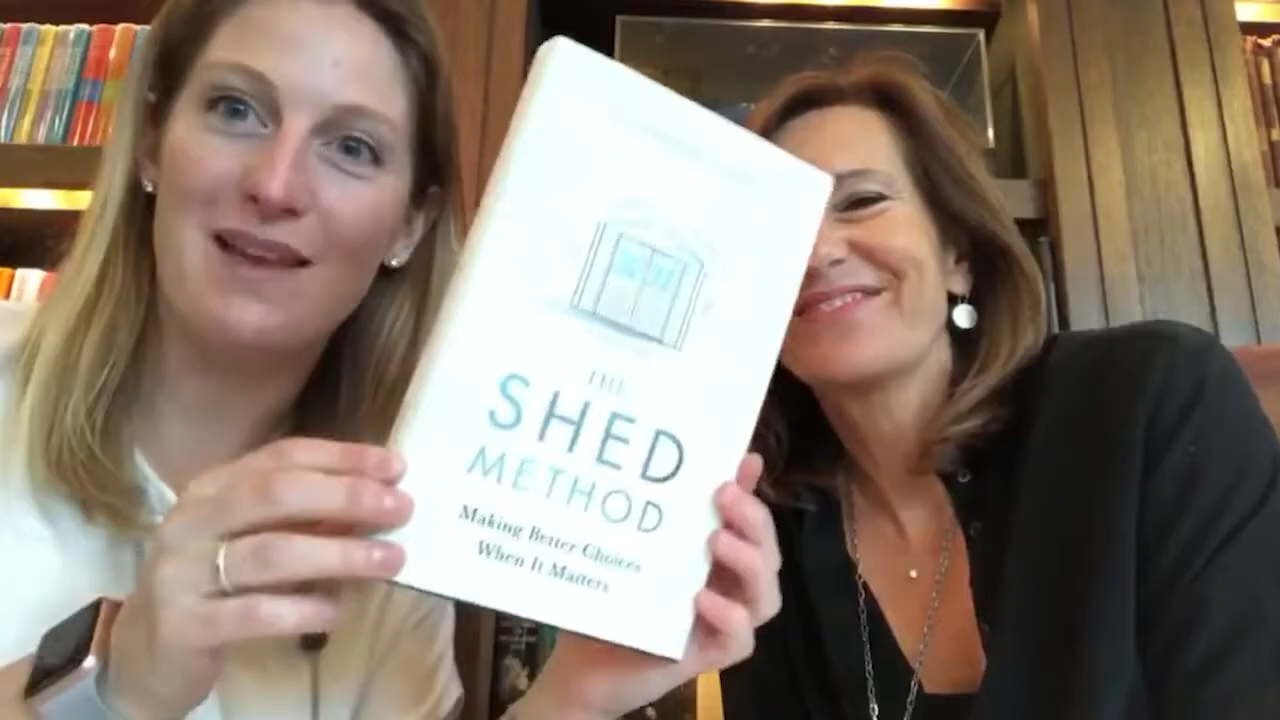 THE
SHED
METHOD
Making Better Choices
When It Matters